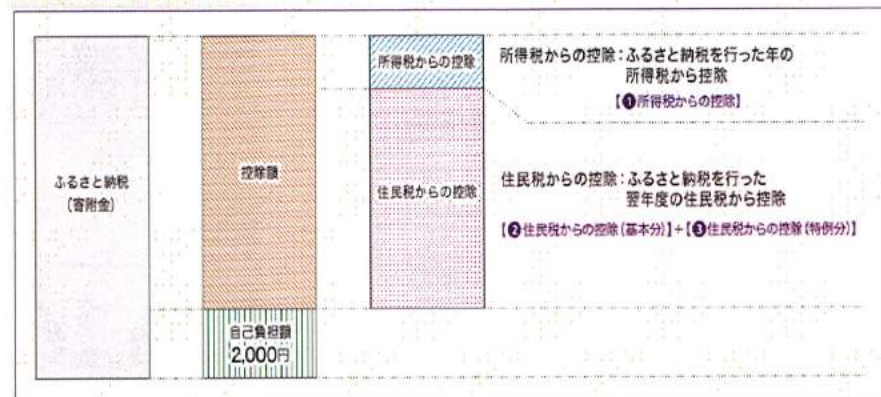 ふるさと納税
(寄附金)
控除額
自己負担額
2,000円
所得税からの控除
住民税からの控除
所得税からの控除:ふるさと納税を行った年の
所得税から控除
【❶所得税からの控除】
住民税からの控除:ふるさと納税を行った
翌年度の住民税から控除
【❷住民税からの控除(基本分)】+【❸住民税からの控除(特例分)】